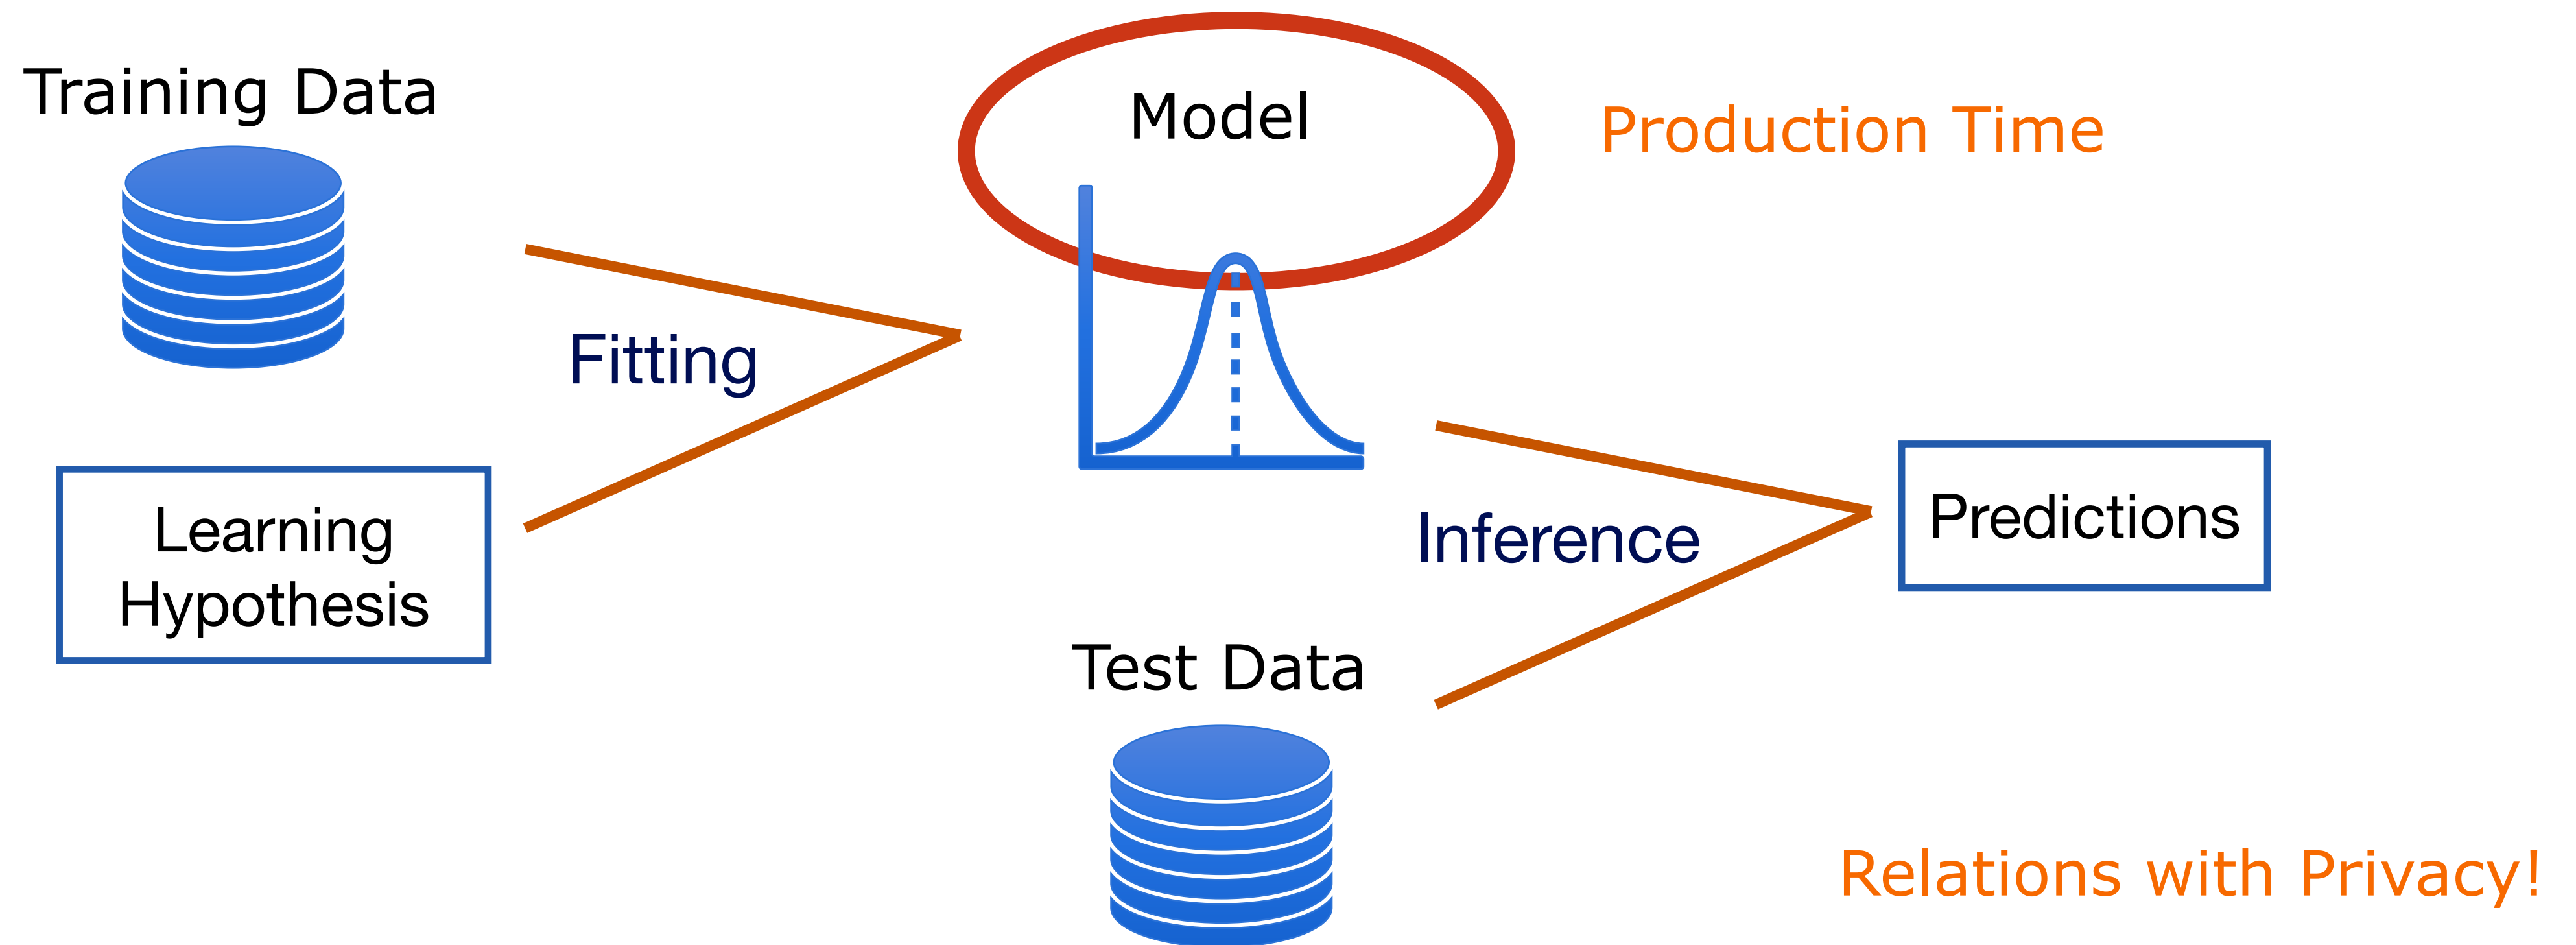 Training Data
Model
Production Time
Fitting
Learning
Hypothesis
Inference
Predictions
Test Data
Relations with Privacy!